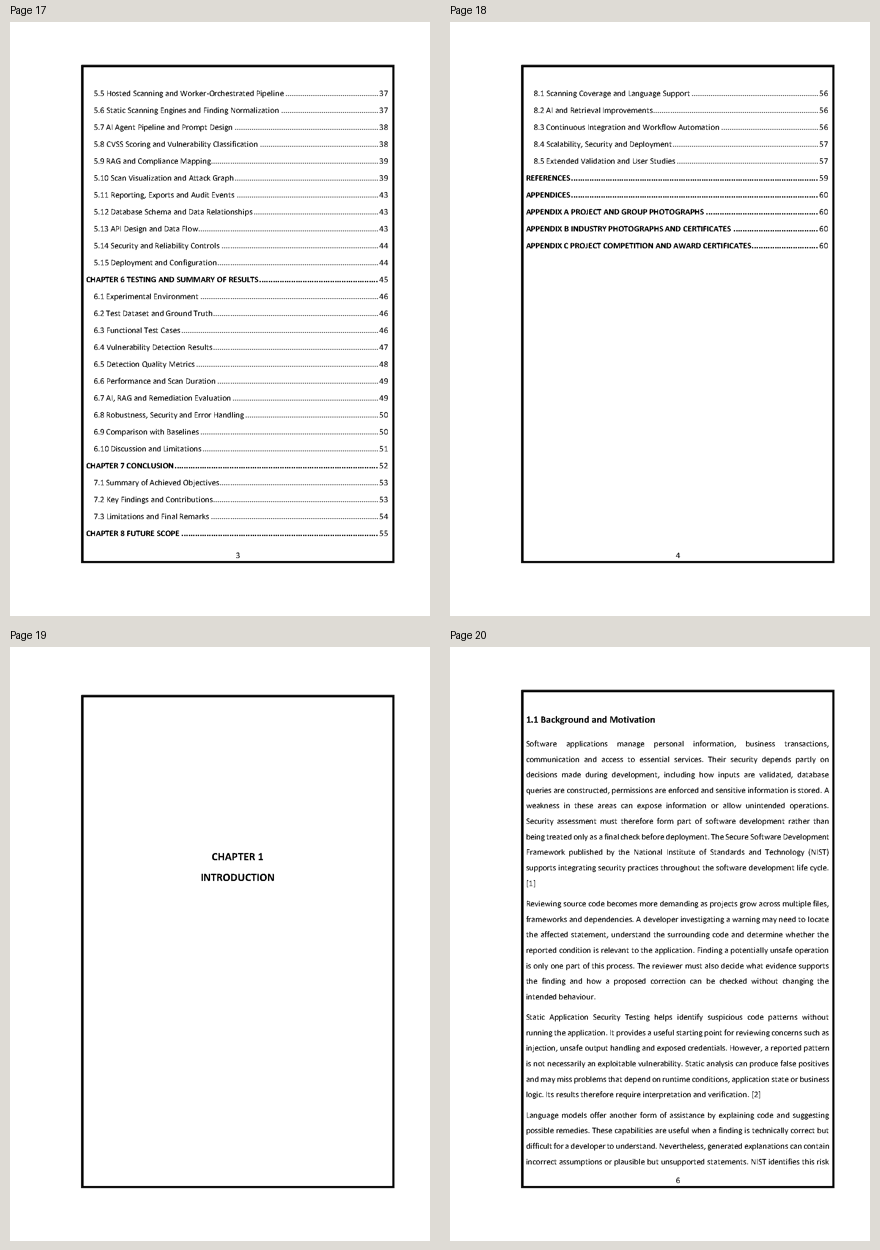 Page 17
5.5 Hosted Scanning and Worker-Orchestrated Pipeline ........ 37
5.6 Static Scanning Engines and Finding Normalization ........ 37
5.7 AI Agent Pipeline and Prompt Design ........ 38
5.8 CVSS Scoring and Vulnerability Classification ........ 38
5.9 RAG and Compliance Mapping ........ 39
5.10 Scan Visualization and Attack Graph ........ 39
5.11 Reporting, Exports and Audit Events ........ 43
5.12 Database Schema and Data Relationships ........ 43
5.13 API Design and Data Flow ........ 43
5.14 Security and Reliability Controls ........ 44
5.15 Deployment and Configuration ........ 44
CHAPTER 6 TESTING AND SUMMARY OF RESULTS ........ 45
6.1 Experimental Environment ........ 46
6.2 Test Dataset and Ground Truth ........ 46
6.3 Functional Test Cases ........ 46
6.4 Vulnerability Detection Results ........ 47
6.5 Detection Quality Metrics ........ 48
6.6 Performance and Scan Duration ........ 49
6.7 AI, RAG and Remediation Evaluation ........ 49
6.8 Robustness, Security and Error Handling ........ 50
6.9 Comparison with Baselines ........ 50
6.10 Discussion and Limitations ........ 51
CHAPTER 7 CONCLUSION ........ 52
7.1 Summary of Achieved Objectives ........ 53
7.2 Key Findings and Contributions ........ 53
7.3 Limitations and Final Remarks ........ 54
CHAPTER 8 FUTURE SCOPE ........ 55
3
Page 18
8.1 Scanning Coverage and Language Support ........ 56
8.2 AI and Retrieval Improvements ........ 56
8.3 Continuous Integration and Workflow Automation ........ 56
8.4 Scalability, Security and Deployment ........ 57
8.5 Extended Validation and User Studies ........ 57
REFERENCES ........ 59
APPENDICES ........ 60
APPENDIX A PROJECT AND GROUP PHOTOGRAPHS ........ 60
APPENDIX B INDUSTRY PHOTOGRAPHS AND CERTIFICATES ........ 60
APPENDIX C PROJECT COMPETITION AND AWARD CERTIFICATES ........ 60
4
Page 19
CHAPTER 1
INTRODUCTION
Page 20
1.1 Background and Motivation
Software applications manage personal information, business transactions,
communication and access to essential services. Their security depends partly on
decisions made during development, including how inputs are validated, database
queries are constructed, permissions are enforced and sensitive information is stored. A
weakness in these areas can expose information or allow unintended operations.
Security assessment must therefore form part of software development rather than
being treated only as a final check before deployment. The Secure Software Development
Framework published by the National Institute of Standards and Technology (NIST)
supports integrating security practices throughout the software development life cycle.
[1]
Reviewing source code becomes more demanding as projects grow across multiple files,
frameworks and dependencies. A developer investigating a warning may need to locate
the affected statement, understand the surrounding code and determine whether the
reported condition is relevant to the application. Finding a potentially unsafe operation
is only one part of this process. The reviewer must also decide what evidence supports
the finding and how a proposed correction can be checked without changing the
intended behaviour.
Static Application Security Testing helps identify suspicious code patterns without
running the application. It provides a useful starting point for reviewing concerns such as
injection, unsafe output handling and exposed credentials. However, a reported pattern
is not necessarily an exploitable vulnerability. Static analysis can produce false positives
and may miss problems that depend on runtime conditions, application state or business
logic. Its results therefore require interpretation and verification. [2]
Language models offer another form of assistance by explaining code and suggesting
possible remedies. These capabilities are useful when a finding is technically correct but
difficult for a developer to understand. Nevertheless, generated explanations can contain
incorrect assumptions or plausible but unsupported statements. NIST identifies this risk
6